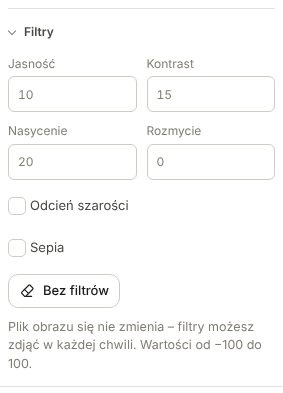 Filtry
Jasność
Kontrast
10
15
Nasycenie
Rozmycie
20
0
Odcień szarości
Sepia
Bez filtrów
Plik obrazu się nie zmienia – filtry możesz
zdjąć w każdej chwili. Wartości od −100 do
100.